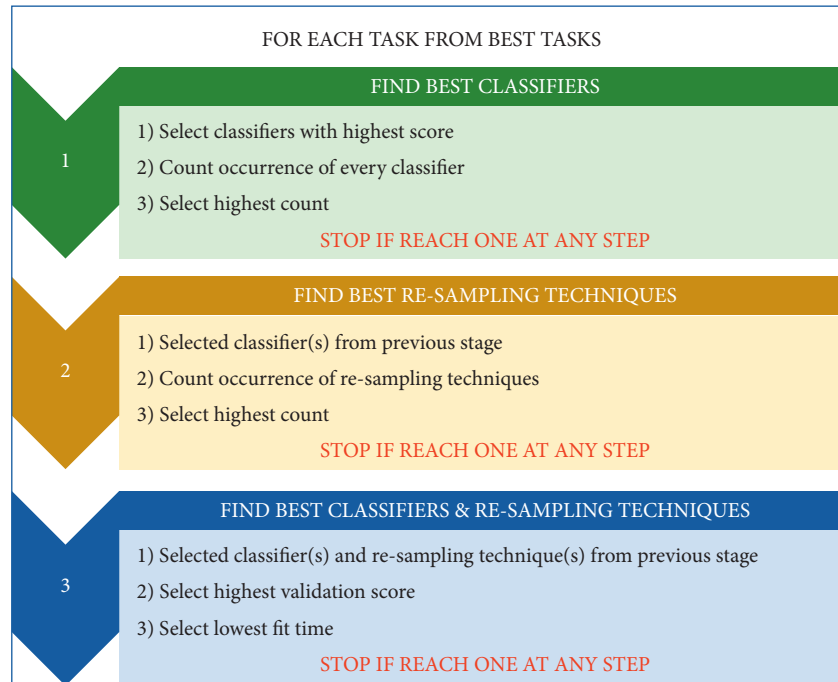 FOR EACH TASK FROM BEST TASKS
FIND BEST CLASSIFIERS
1
1) Select classifiers with highest score
2) Count occurrence of every classifier
3) Select highest count
STOP IF REACH ONE AT ANY STEP
FIND BEST RE-SAMPLING TECHNIQUES
2
1) Selected classifier(s) from previous stage
2) Count occurrence of re-sampling techniques
3) Select highest count
STOP IF REACH ONE AT ANY STEP
FIND BEST CLASSIFIERS & RE-SAMPLING TECHNIQUES
3
1) Selected classifier(s) and re-sampling technique(s) from previous stage
2) Select highest validation score
3) Select lowest fit time
STOP IF REACH ONE AT ANY STEP